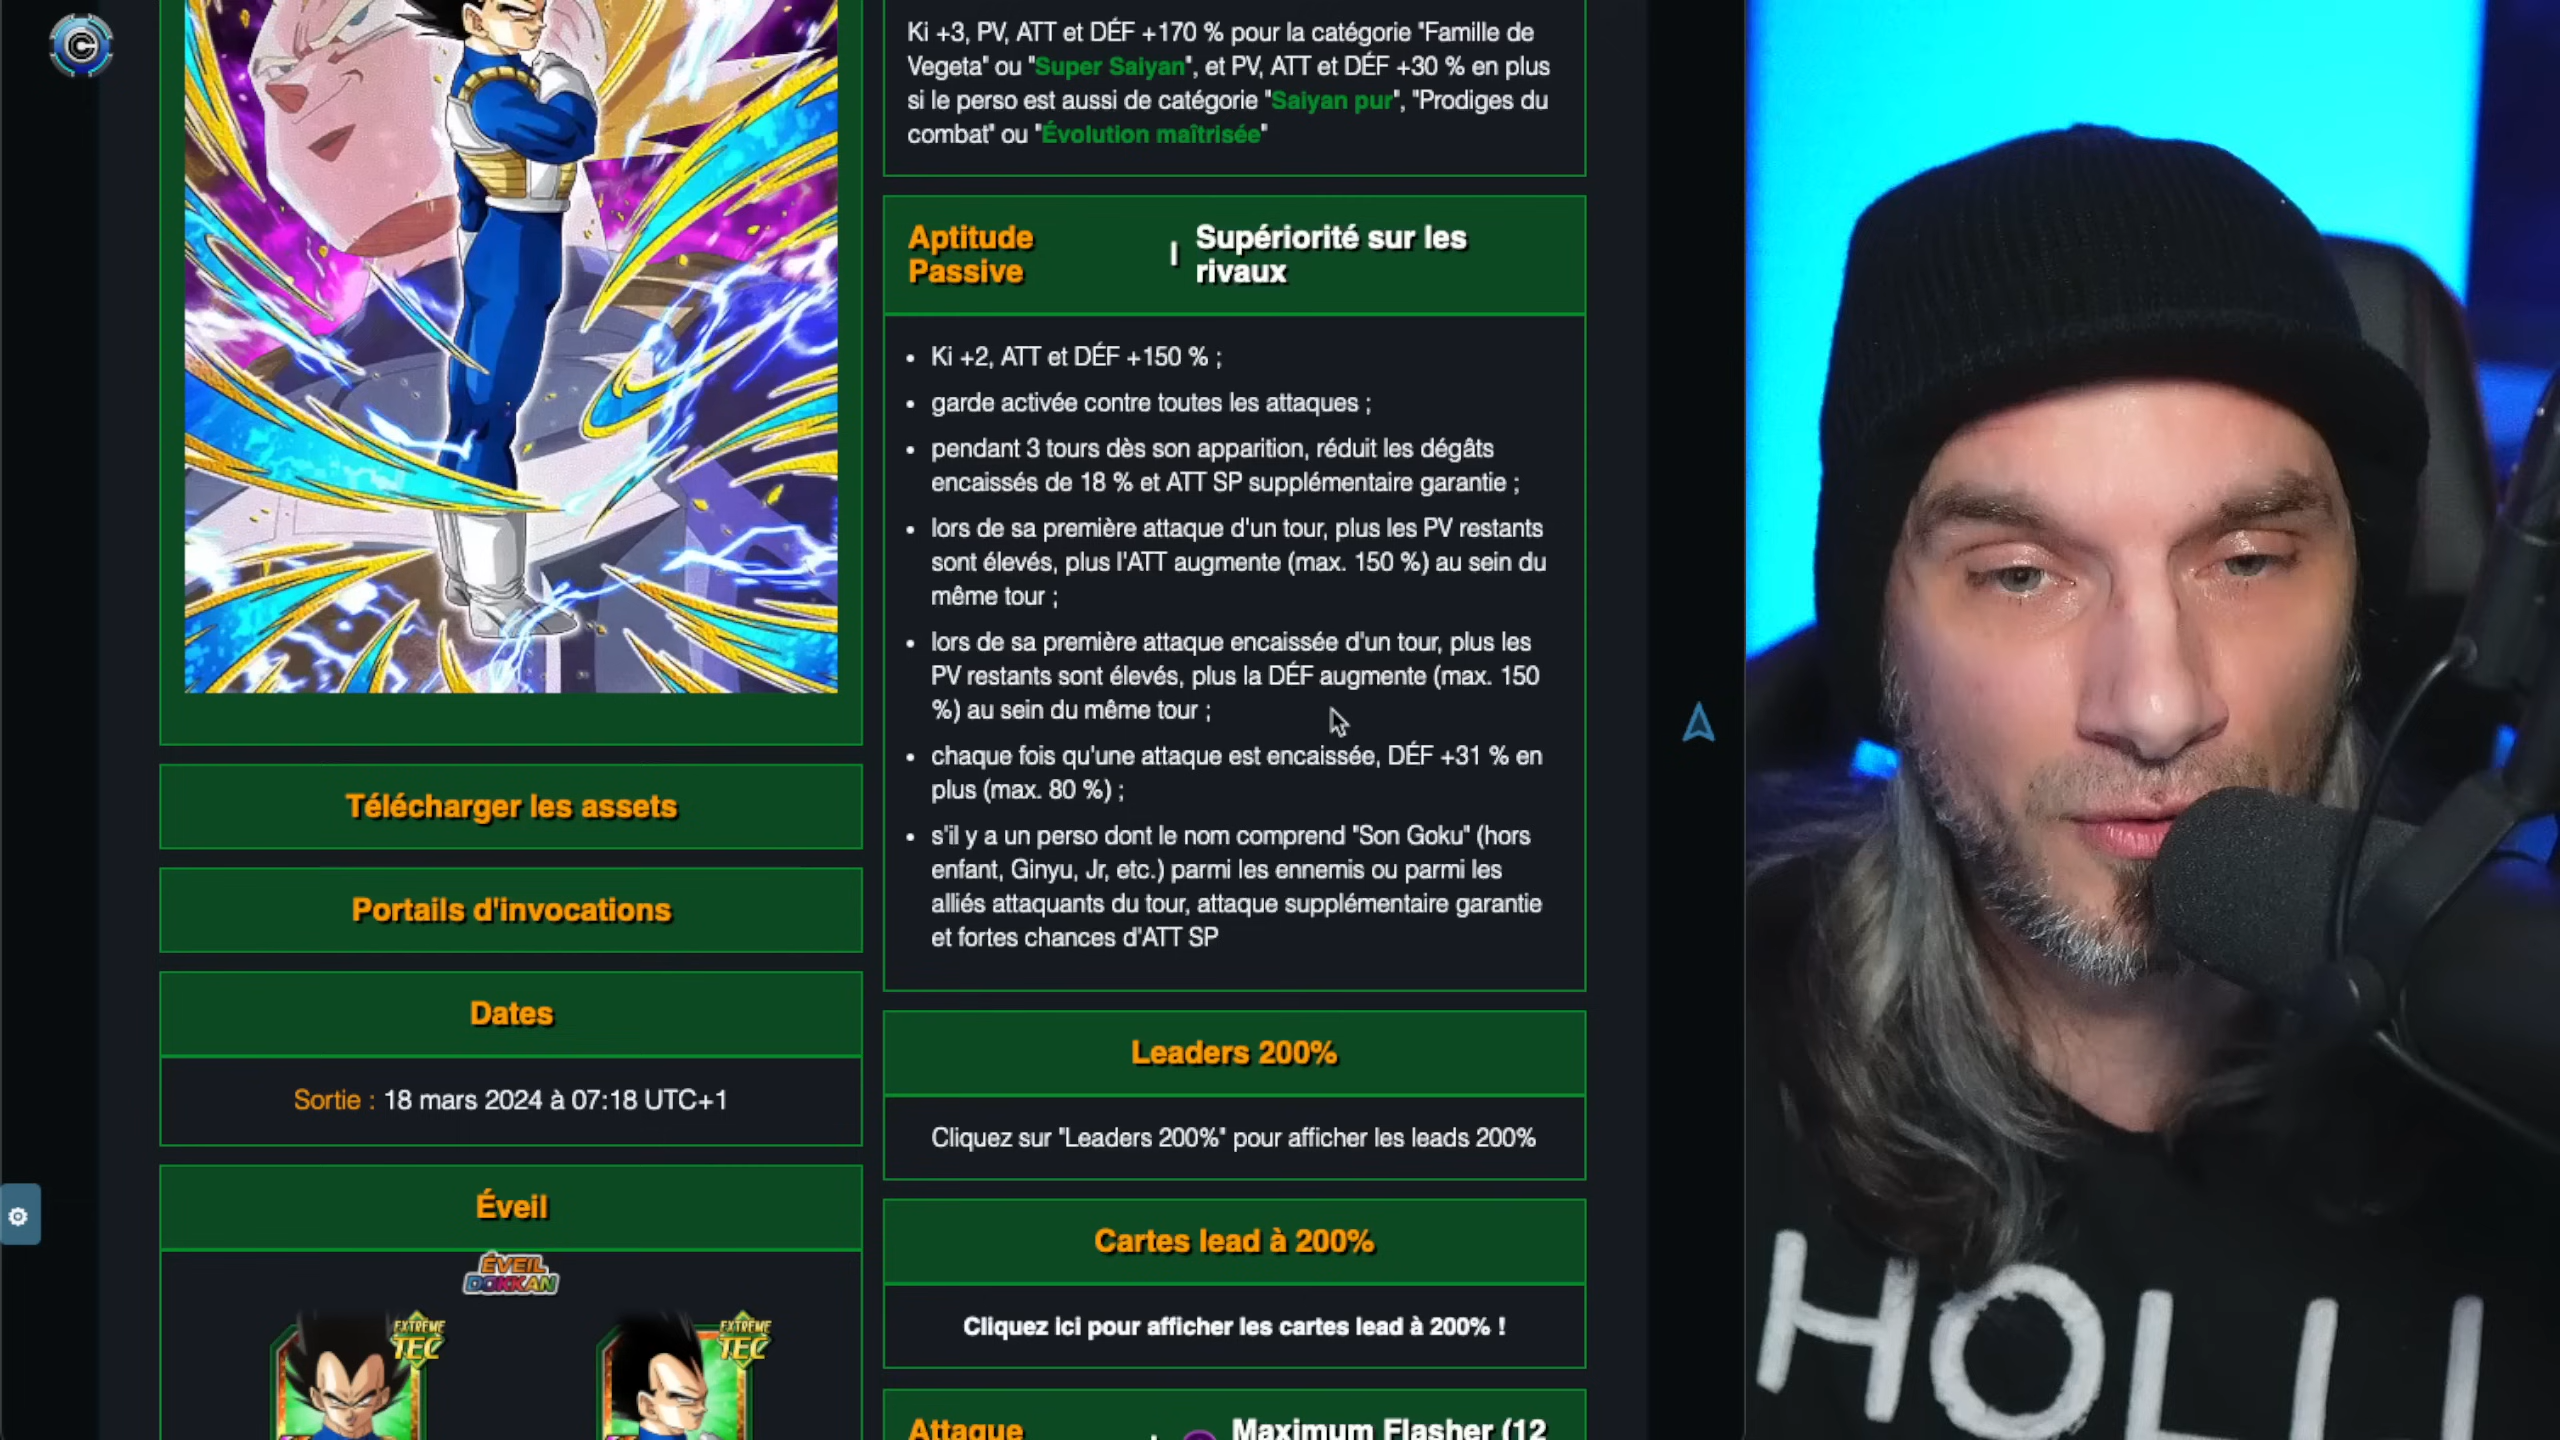 Ki +3, PV, ATT et DÉF +170 % pour la catégorie "Famille de
Vegeta" ou "Super Saiyan", et PV, ATT et DÉF +30 % en plus
si le perso est aussi de catégorie "Saiyan pur", "Prodiges du
combat" ou "Évolution maîtrisée"
Aptitude
Passive
|
Supériorité sur les
rivaux
• Ki +2, ATT et DÉF +150 % ;
• garde activée contre toutes les attaques ;
• pendant 3 tours dès son apparition, réduit les dégâts
encaissés de 18 % et ATT SP supplémentaire garantie ;
• lors de sa première attaque d'un tour, plus les PV restants
sont élevés, plus l'ATT augmente (max. 150 %) au sein du
même tour ;
• lors de sa première attaque encaissée d'un tour, plus les
PV restants sont élevés, plus la DÉF augmente (max. 150
%) au sein du même tour ;
• chaque fois qu'une attaque est encaissée, DÉF +31 % en
plus (max. 80 %) ;
• s'il y a un perso dont le nom comprend "Son Goku" (hors
enfant, Ginyu, Jr, etc.) parmi les ennemis ou parmi les
alliés attaquants du tour, attaque supplémentaire garantie
et fortes chances d'ATT SP
Leaders 200%
Cliquez sur "Leaders 200%" pour afficher les leads 200%
Cartes lead à 200%
Cliquez ici pour afficher les cartes lead à 200% !
Attaque
Maximum Flasher (12
Télécharger les assets
Portails d'invocations
Dates
Sortie : 18 mars 2024 à 07:18 UTC+1
Éveil
ÉVEIL
DOKKAN
EXTREME
TEC
EXTREME
TEC